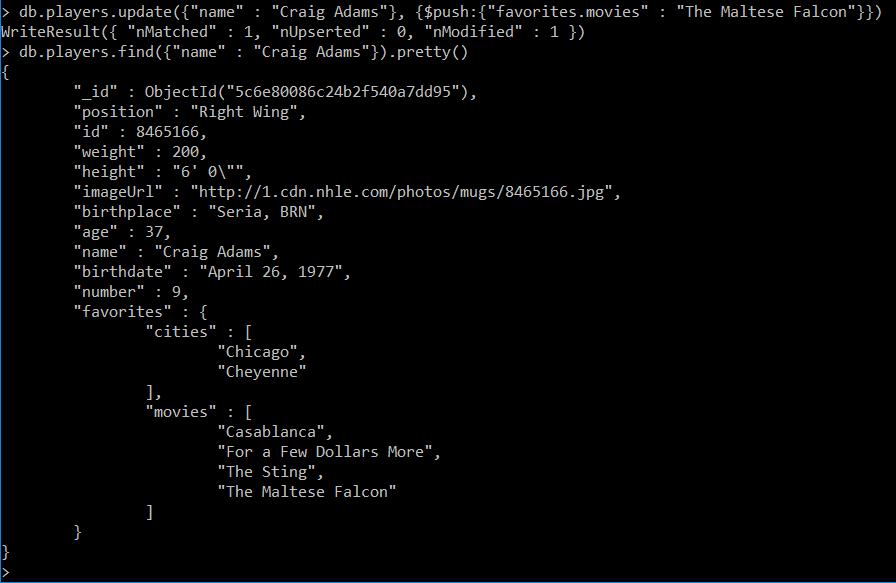 > db.players.update({"name" : "Craig Adams"}, {$push:{"favorites.movies" : "The Maltese Falcon"}})
WriteResult({ "nMatched" : 1, "nUpserted" : 0, "nModified" : 1 })
> db.players.find({"name" : "Craig Adams"}).pretty()
{
        "_id" : ObjectId("5c6e80086c24b2f540a7dd95"),
        "position" : "Right Wing",
        "id" : 8465166,
        "weight" : 200,
        "height" : "6' 0\"",
        "imageUrl" : "http://1.cdn.nhle.com/photos/mugs/8465166.jpg",
        "birthplace" : "Seria, BRN",
        "age" : 37,
        "name" : "Craig Adams",
        "birthdate" : "April 26, 1977",
        "number" : 9,
        "favorites" : {
                "cities" : [
                        "Chicago",
                        "Cheyenne"
                ],
                "movies" : [
                        "Casablanca",
                        "For a Few Dollars More",
                        "The Sting",
                        "The Maltese Falcon"
                ]
        }
}
>